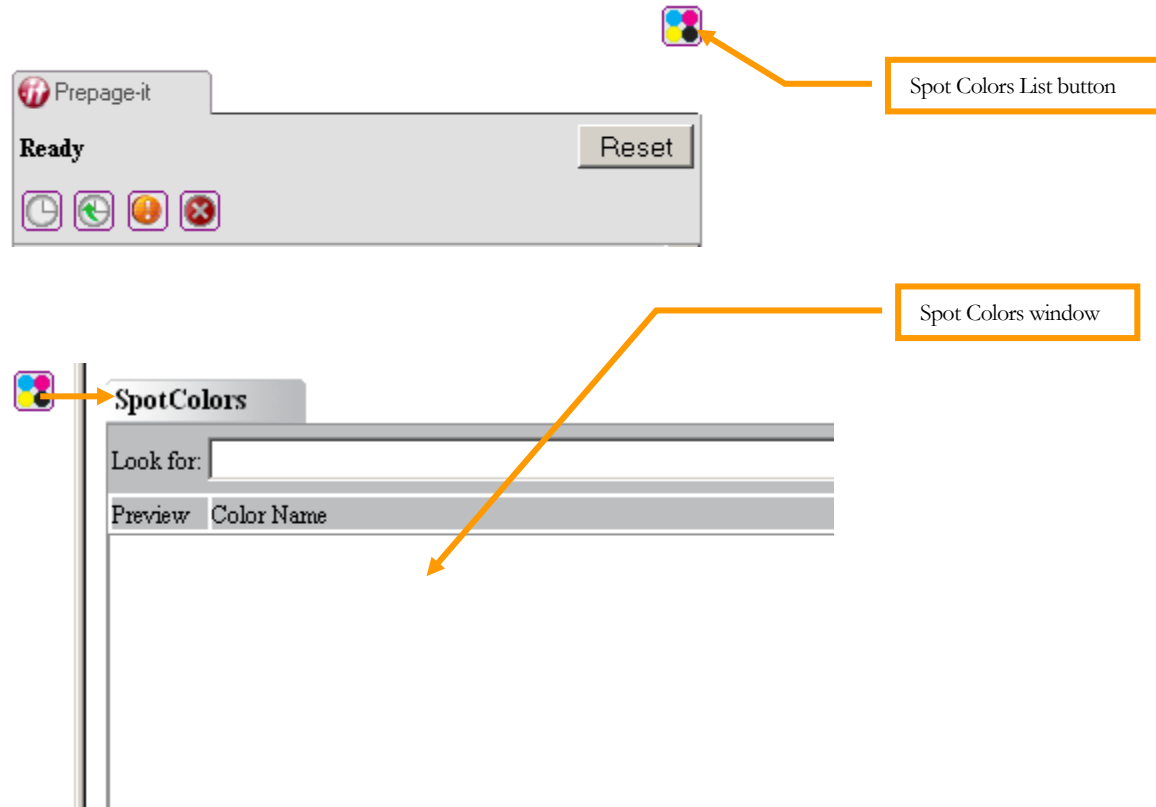 Spot Colors List button
Prepage-it
Ready
Reset
Spot Colors window
SpotColors
Look for:
Preview Color Name